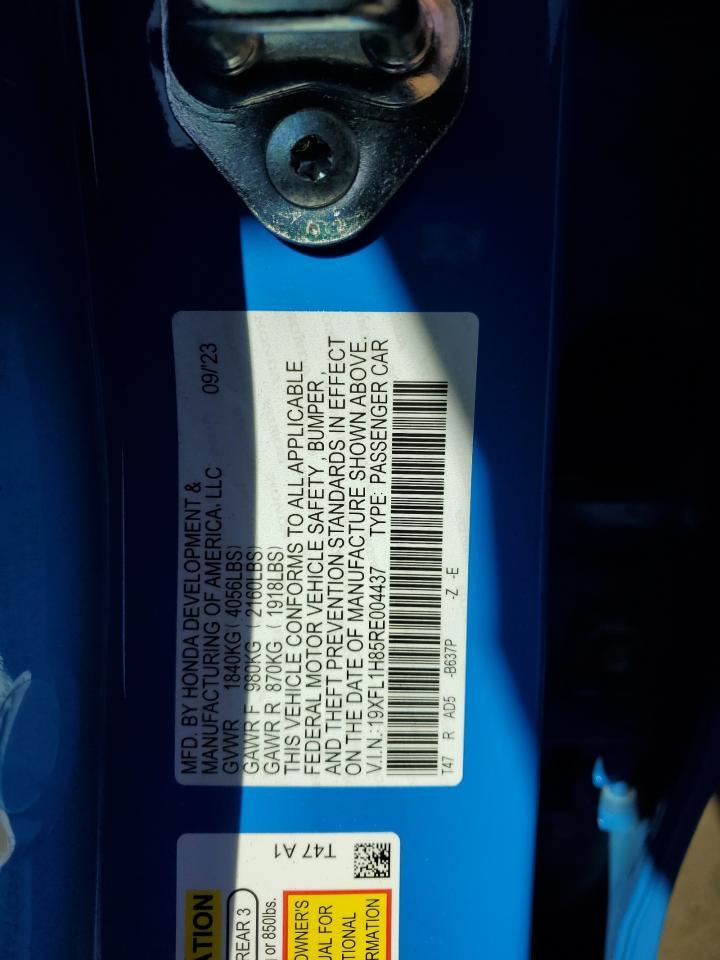 MFD. BY HONDA DEVELOPMENT &
MANUFACTURING OF AMERICA, LLC 09/'23
GVWR 1840KG ( 4056LBS)
GAWR F 980KG ( 2160LBS)
GAWR R 870KG ( 1918LBS)
THIS VEHICLE CONFORMS TO ALL APPLICABLE
FEDERAL MOTOR VEHICLE SAFETY , BUMPER ,
AND THEFT PREVENTION STANDARDS IN EFFECT
ON THE DATE OF MANUFACTURE SHOWN ABOVE.
V.I.N.:19XFL1H85RE004437 TYPE: PASSENGER CAR
T47 R AD5 -B637P -Z -E
T47 A1
ATION
REAR 3
or 850lbs.
OWNER'S
UAL FOR
TIONAL
RMATION